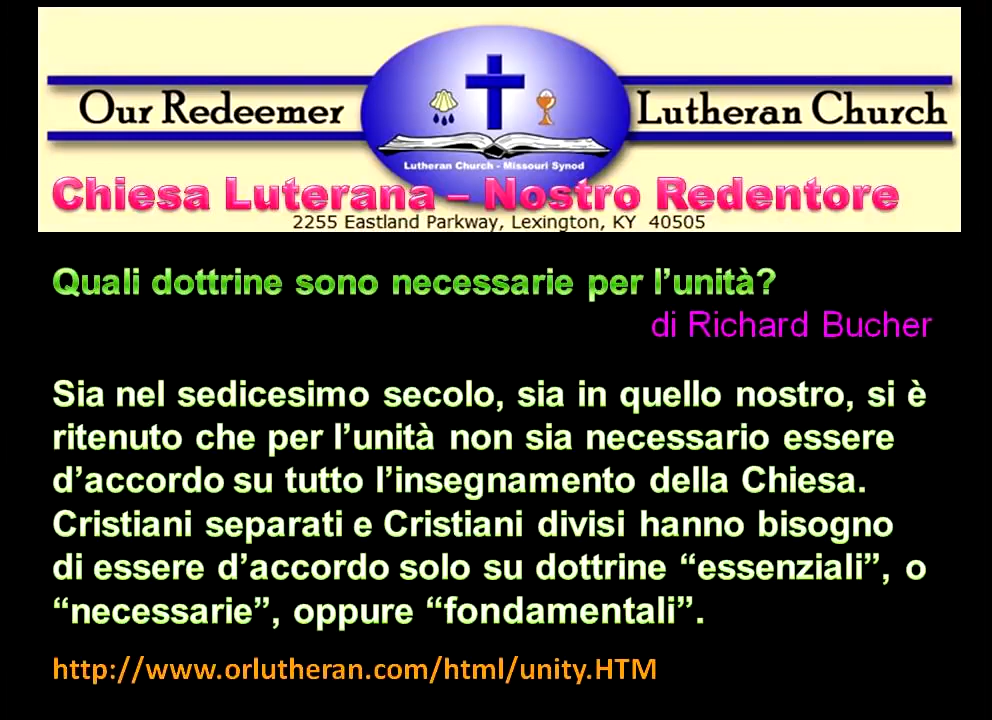 Our Redeemer Lutheran Church
Lutheran Church - Missouri Synod
Chiesa Luterana – Nostro Redentore
2255 Eastland Parkway, Lexington, KY 40505
Quali dottrine sono necessarie per l’unità?
di Richard Bucher
Sia nel sedicesimo secolo, sia in quello nostro, si è
ritenuto che per l’unità non sia necessario essere
d’accordo su tutto l’insegnamento della Chiesa.
Cristiani separati e Cristiani divisi hanno bisogno
di essere d’accordo solo su dottrine “essenziali”, o
“necessarie”, oppure “fondamentali”.
http://www.orlutheran.com/html/unity.HTM